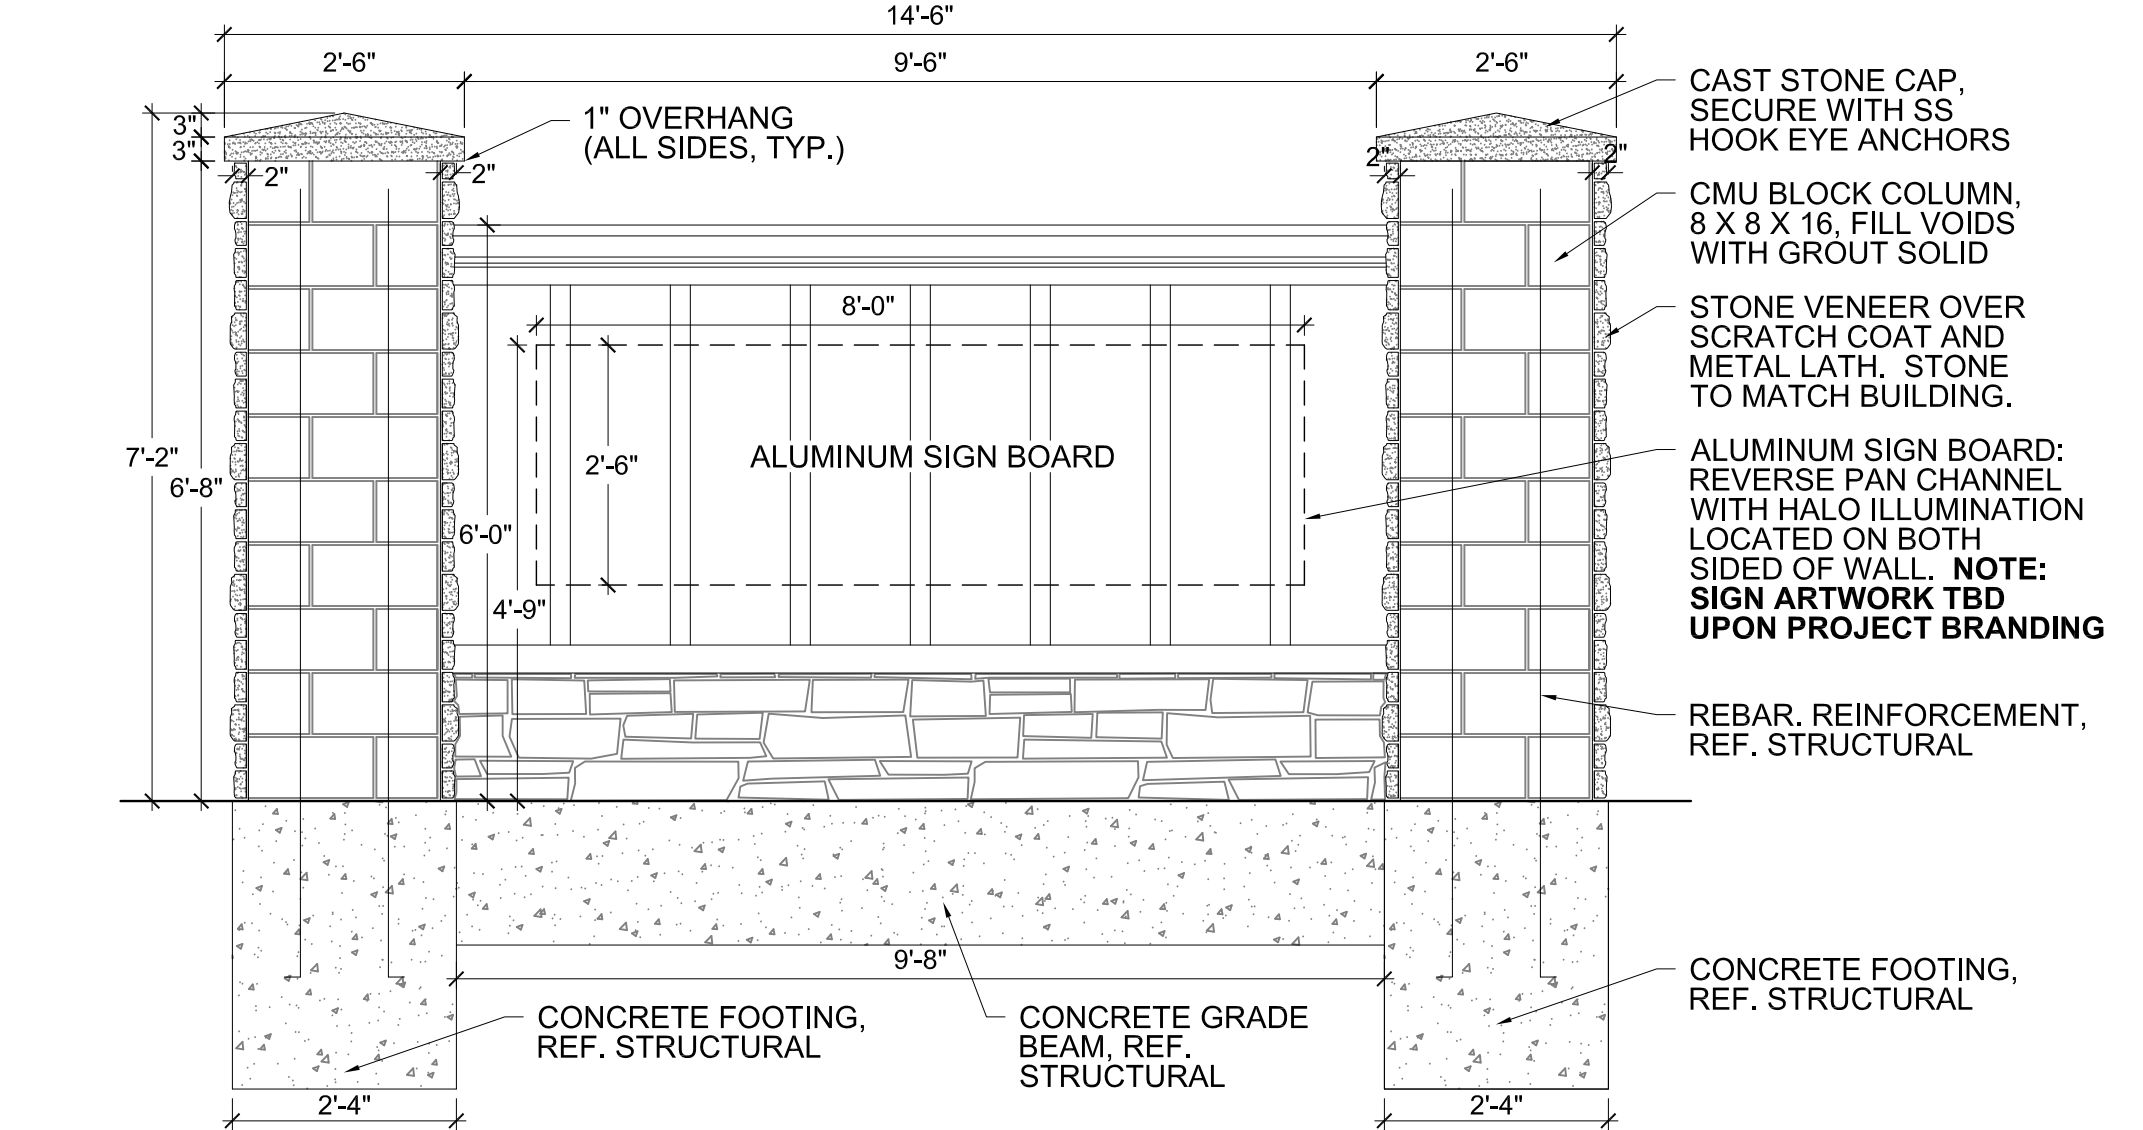 14'-6"
2'-6"
9'-6"
2'-6"
3"
3"
1" OVERHANG
(ALL SIDES, TYP.)
2"
2"
2"
2"
CAST STONE CAP,
SECURE WITH SS
HOOK EYE ANCHORS
CMU BLOCK COLUMN,
8 X 8 X 16, FILL VOIDS
WITH GROUT SOLID
STONE VENEER OVER
SCRATCH COAT AND
METAL LATH. STONE
TO MATCH BUILDING.
8'-0"
7'-2"
6'-8"
2'-6"
ALUMINUM SIGN BOARD
6'-0"
4'-9"
ALUMINUM SIGN BOARD:
REVERSE PAN CHANNEL
WITH HALO ILLUMINATION
LOCATED ON BOTH
SIDED OF WALL. NOTE:
SIGN ARTWORK TBD
UPON PROJECT BRANDING
REBAR. REINFORCEMENT,
REF. STRUCTURAL
9'-8"
CONCRETE FOOTING,
REF. STRUCTURAL
CONCRETE GRADE
BEAM, REF.
STRUCTURAL
CONCRETE FOOTING,
REF. STRUCTURAL
2'-4"
2'-4"